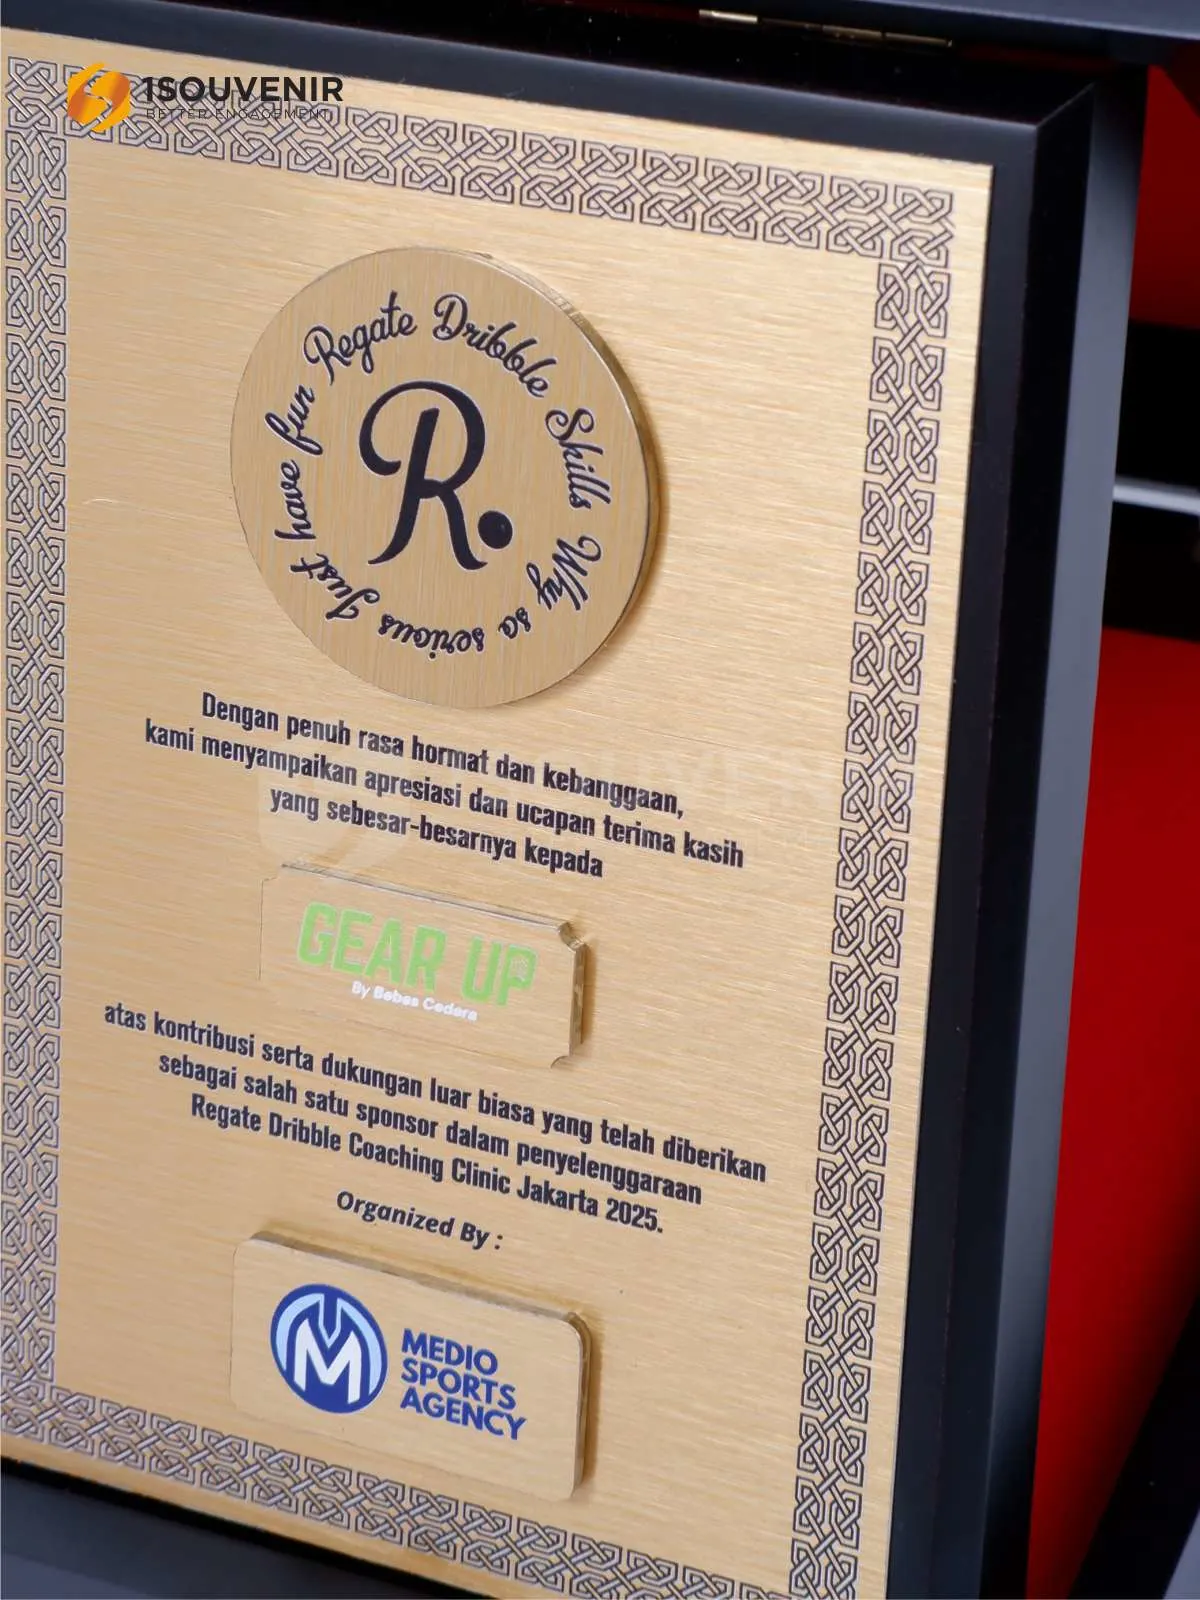 1SOUVENIR
BETTER ENGAGEMENT
Regate Dribble Skills Why so serious Just have fun
R.
Dengan penuh rasa hormat dan kebanggaan,
kami menyampaikan apresiasi dan ucapan terima kasih
yang sebesar-besarnya kepada
GEAR UP
By Bebas Cedera
atas kontribusi serta dukungan luar biasa yang telah diberikan
sebagai salah satu sponsor dalam penyelenggaraan
Regate Dribble Coaching Clinic Jakarta 2025.
Organized By :
M
MEDIO
SPORTS
AGENCY